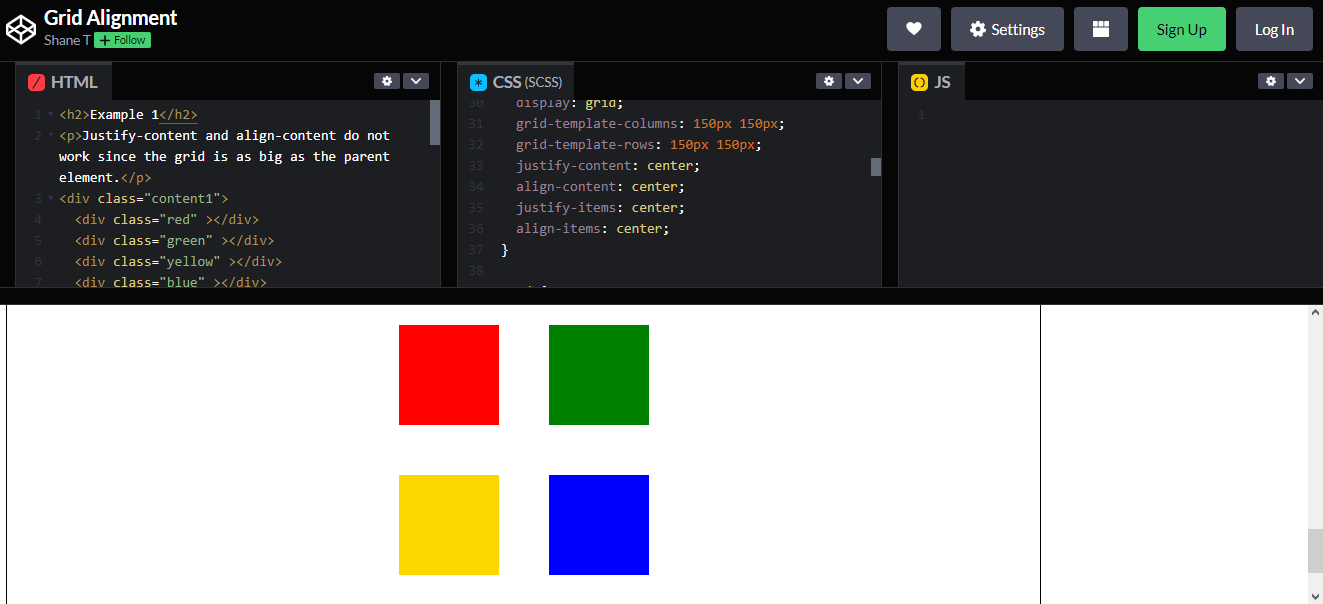 Grid Alignment
Shane T + Follow
Settings
Sign Up
Log In
HTML
1 <h2>Example 1</h2>
2 <p>Justify-content and align-content do not
work since the grid is as big as the parent
element.</p>
3 <div class="content1">
4 <div class="red" ></div>
5 <div class="green" ></div>
6 <div class="yellow" ></div>
7 <div class="blue" ></div>
CSS (SCSS)
30 display: grid;
31 grid-template-columns: 150px 150px;
32 grid-template-rows: 150px 150px;
33 justify-content: center;
34 align-content: center;
35 justify-items: center;
36 align-items: center;
37 }
38
JS
1